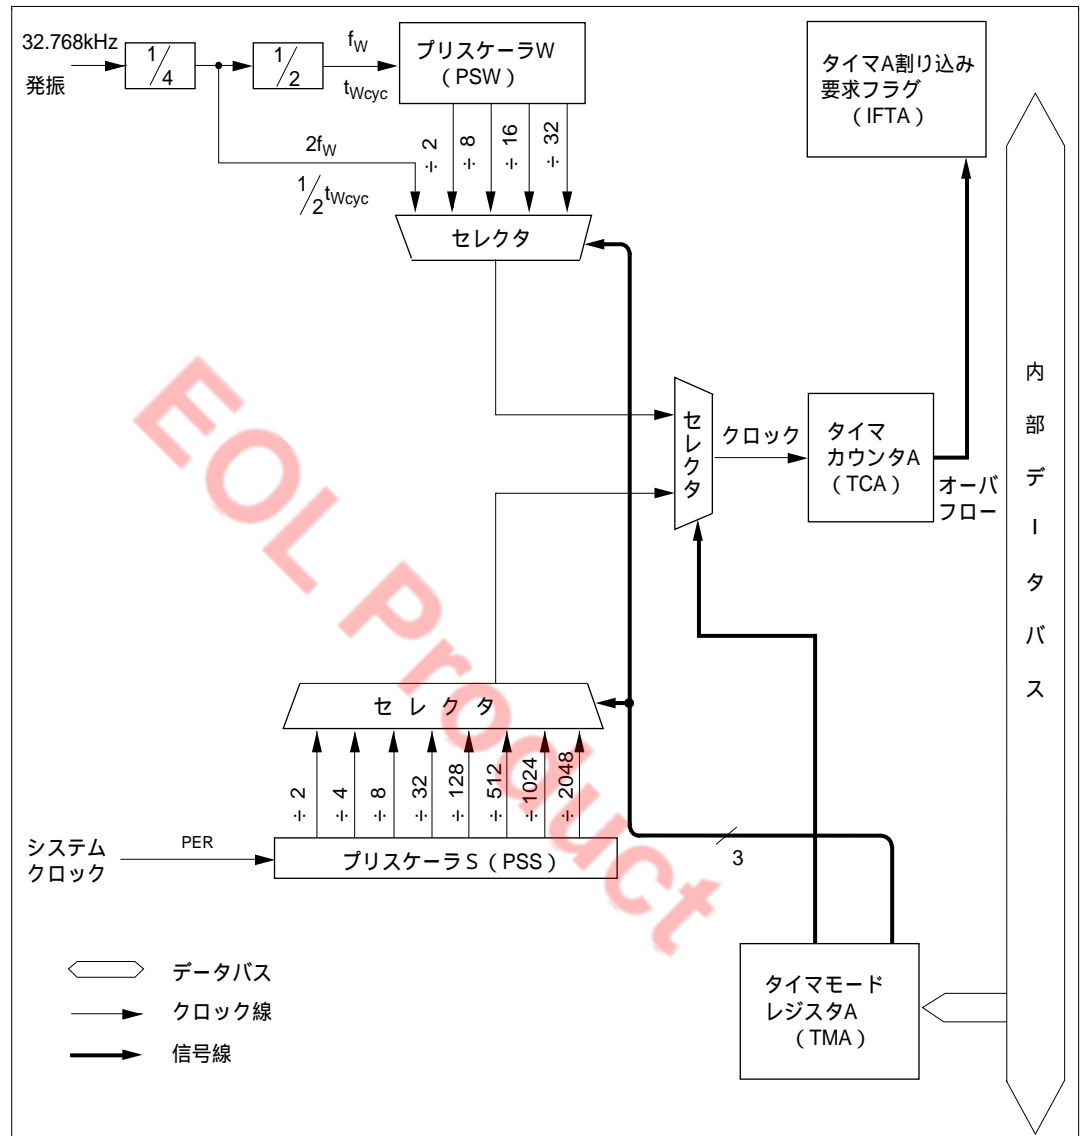 32.768kHz
発振
1/4
1/2
fW
tWcyc
プリスケーラW
(PSW)
タイマA割り込み
要求フラグ
(IFTA)
2fW
1/2 tWcyc
÷ 2
÷ 8
÷ 16
÷ 32
セレクタ
セレクタ
クロック
タイマ
カウンタA
(TCA)
オーバ
フロー
内部データバス
セレクタ
÷ 2
÷ 4
÷ 8
÷ 32
÷ 128
÷ 512
÷ 1024
÷ 2048
システム
クロック
PER
プリスケーラS(PSS)
3
タイマモード
レジスタA
(TMA)
データバス
クロック線
信号線
EOL Product